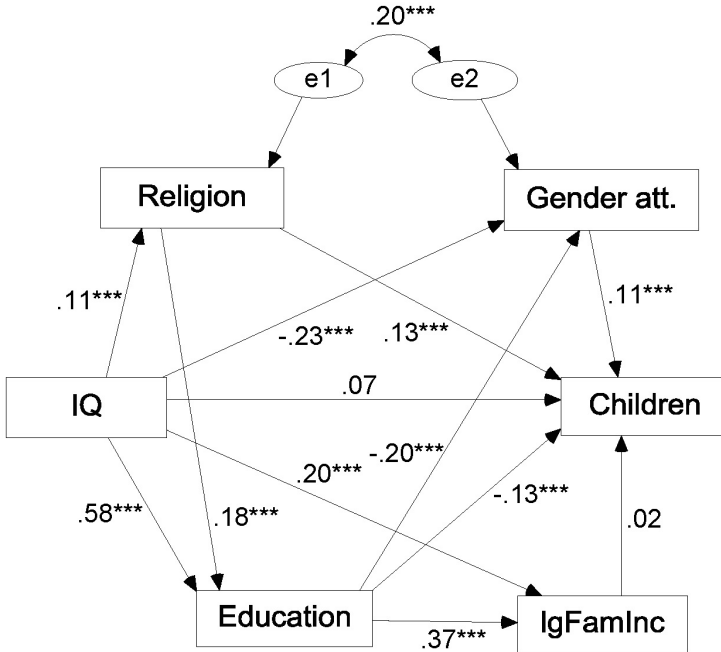 .20***
e1
e2
Religion
Gender att.
.11***
.11***
-.23***
.13***
.07
IQ
Children
-.20***
.20***
-.13***
.58***
.18***
.02
Education
lgFamInc
.37***